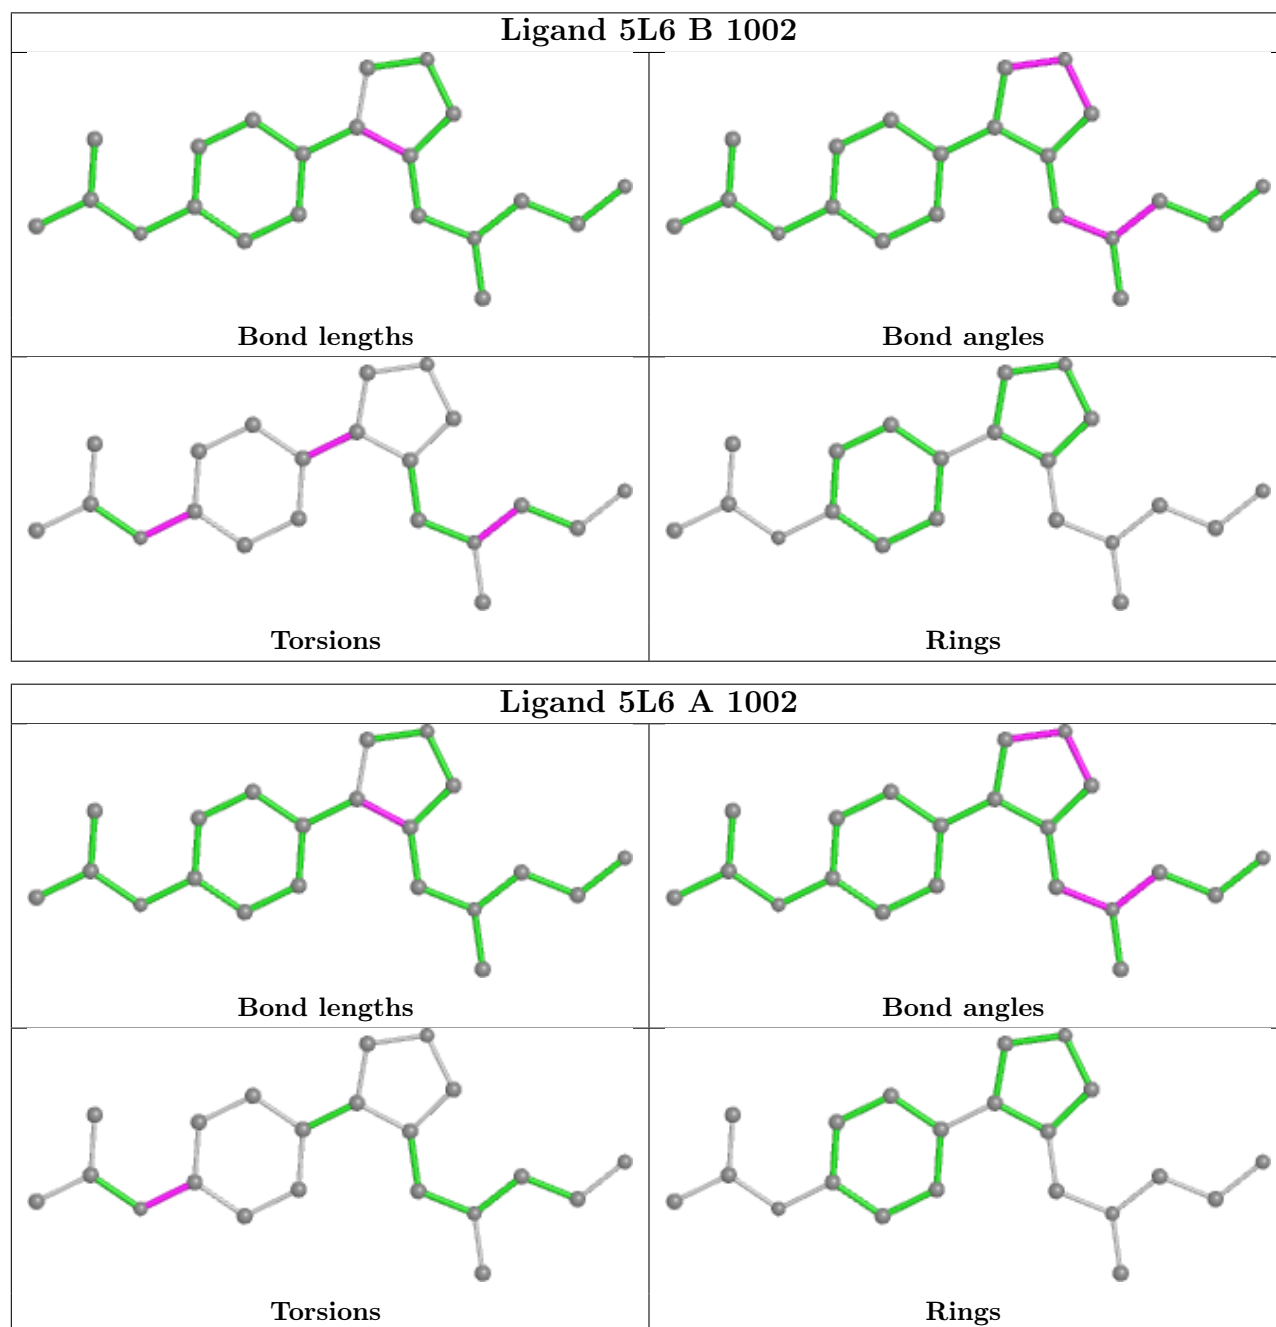 Ligand 5L6 B 1002
Bond lengths
Bond angles
Torsions
Rings
Ligand 5L6 A 1002
Bond lengths
Bond angles
Torsions
Rings